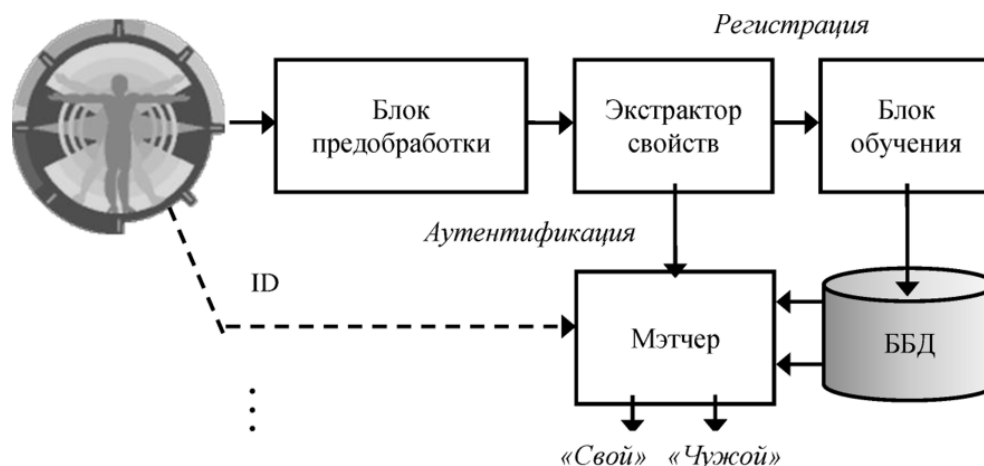 Регистрация
Блок
предобработки
Экстрактор
свойств
Блок
обучения
Аутентификация
ID
Мэтчер
ББД
«Свой» «Чужой»